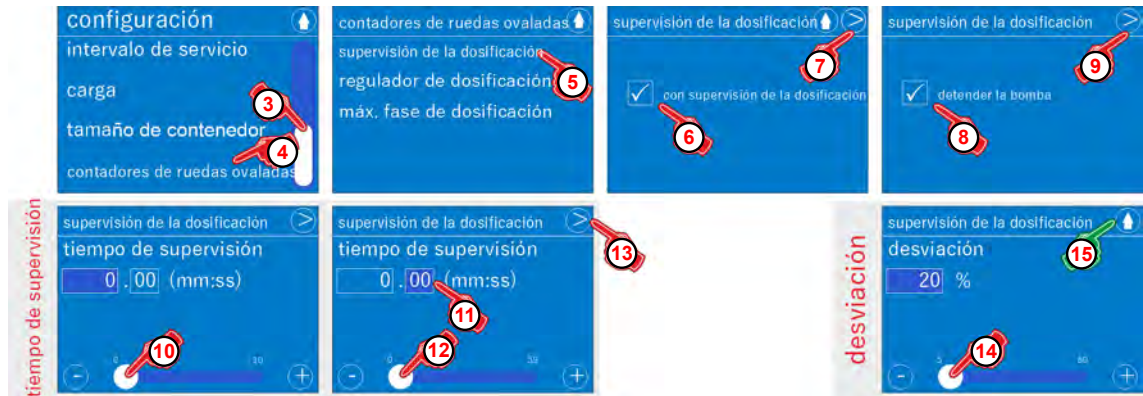 configuración
intervalo de servicio
carga
3
tamaño de contenedor
4
contadores de ruedas ovaladas
contadores de ruedas ovaladas
supervisión de la dosificación
5
regulador de dosificación
máx. fase de dosificación
supervisión de la dosificación >
7
✓ con supervisión de la dosificación
6
supervisión de la dosificación >
9
✓ detender la bomba
8
tiempo de supervisión
supervisión de la dosificación >
tiempo de supervisión
0 . 00 (mm:ss)
10
0 10
- +
supervisión de la dosificación >
13
tiempo de supervisión
0 . 00 (mm:ss)
11
12
0 59
- +
desviación
supervisión de la dosificación
15
desviación
20 %
14
5 80
- +